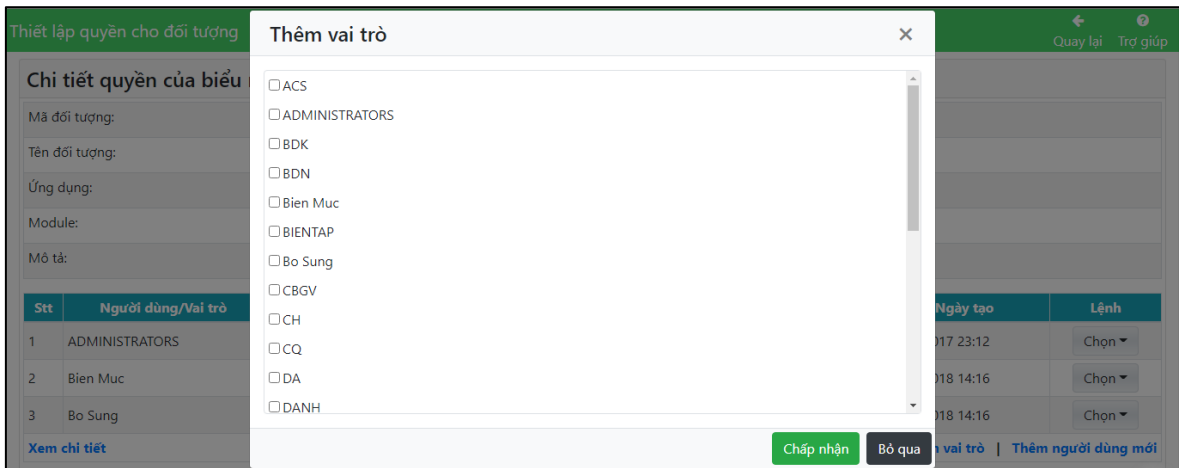 Thiết lập quyền cho đối tượng
Quay lại Trợ giúp
Thêm vai trò
Chi tiết quyền của biểu
Mã đối tượng:
Tên đối tượng:
Ứng dụng:
Module:
Mô tả:
ACS
ADMINISTRATORS
BDK
BDN
Bien Muc
BIENTAP
Bo Sung
CBGV
CH
CQ
DA
DANH
Chấp nhận Bỏ qua
Stt Người dùng/Vai trò Ngày tạo Lệnh
1 ADMINISTRATORS 017 23:12 Chọn
2 Bien Muc 018 14:16 Chọn
3 Bo Sung 018 14:16 Chọn
Xem chi tiết vai trò | Thêm người dùng mới